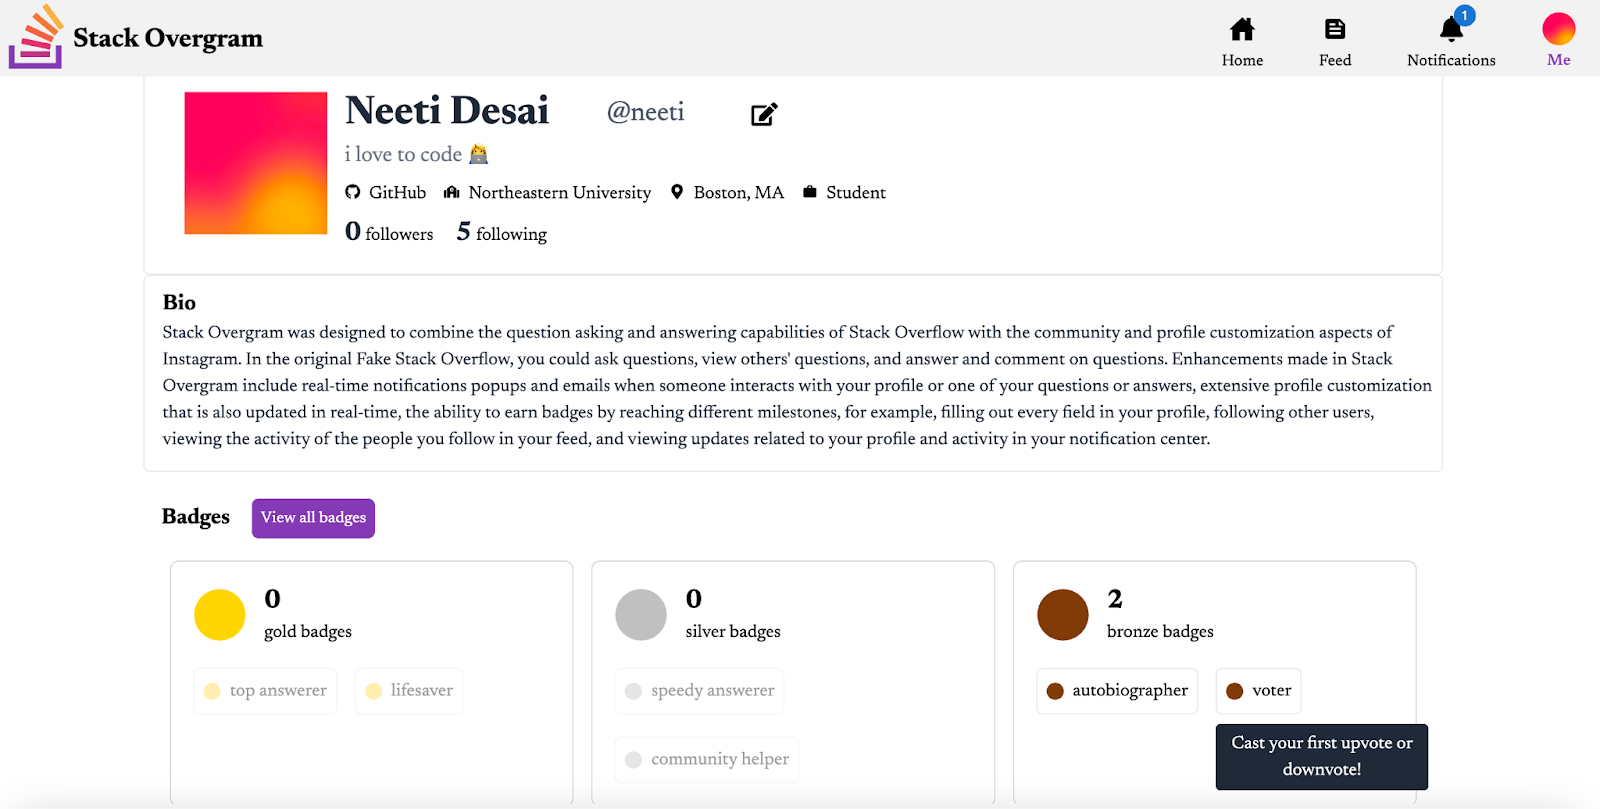 Stack Overgram
1
Home
Feed
Notifications
Me
Neeti Desai @neeti
i love to code
GitHub Northeastern University Boston, MA Student
0 followers 5 following
Bio
Stack Overgram was designed to combine the question asking and answering capabilities of Stack Overflow with the community and profile customization aspects of
Instagram. In the original Fake Stack Overflow, you could ask questions, view others' questions, and answer and comment on questions. Enhancements made in Stack
Overgram include real-time notifications popups and emails when someone interacts with your profile or one of your questions or answers, extensive profile customization
that is also updated in real-time, the ability to earn badges by reaching different milestones, for example, filling out every field in your profile, following other users,
viewing the activity of the people you follow in your feed, and viewing updates related to your profile and activity in your notification center.
Badges View all badges
0
gold badges
top answerer lifesaver
0
silver badges
speedy answerer
community helper
2
bronze badges
autobiographer voter
Cast your first upvote or
downvote!